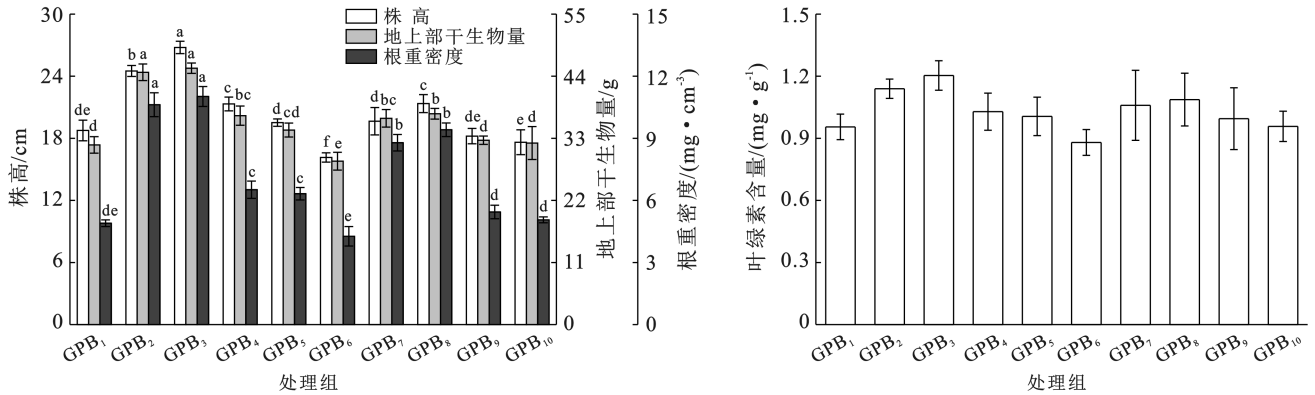 30
24
18
12
6
0
株高/cm
株 高
地上部干生物量
根重密度
de
d
de
b
a
a
a
a
a
c
bc
c
d
cd
c
f
e
e
d
bc
b
c
b
b
de
d
d
e
d
d
55
44
33
22
11
0
地上部干生物量/g
15
12
9
6
3
0
根重密度/(mg·cm⁻³)
GPB₁ GPB₂ GPB₃ GPB₄ GPB₅ GPB₆ GPB₇ GPB₈ GPB₉ GPB₁₀
处理组
1.5
1.2
0.9
0.6
0.3
0
叶绿素含量/(mg·g⁻¹)
GPB₁ GPB₂ GPB₃ GPB₄ GPB₅ GPB₆ GPB₇ GPB₈ GPB₉ GPB₁₀
处理组